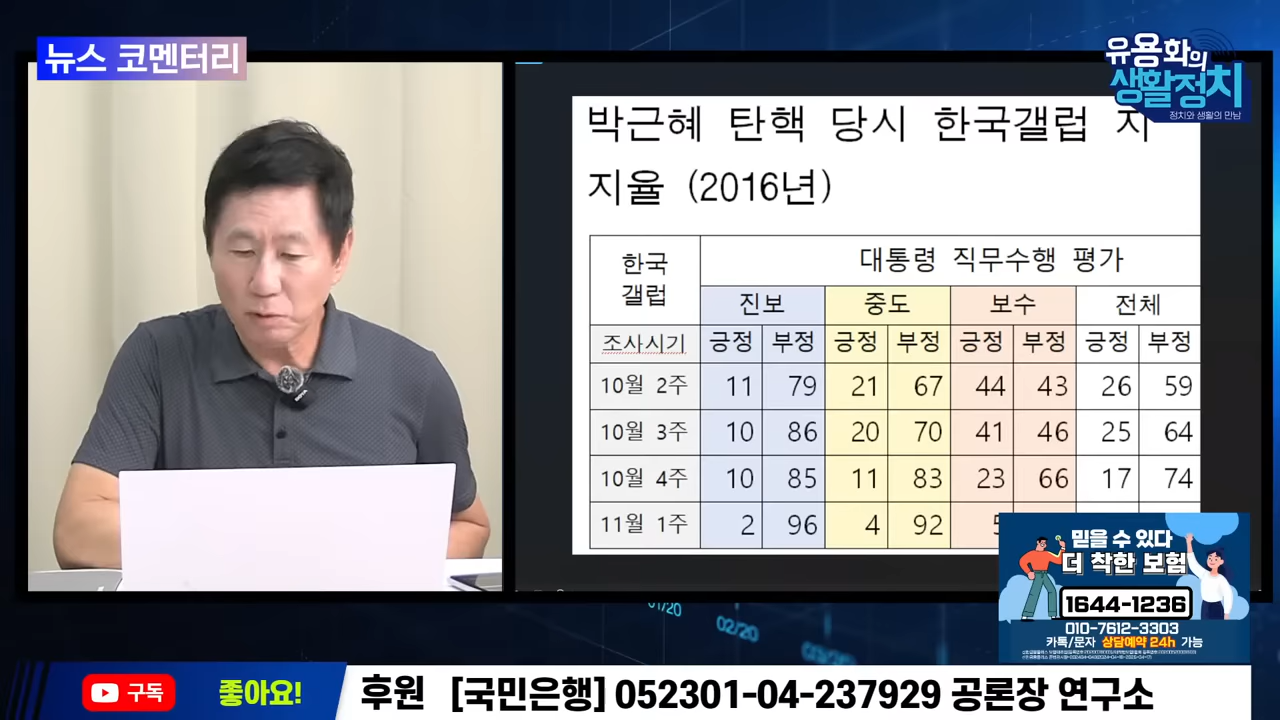 뉴스 코멘터리
유용화의
생활정치
정치와 생활의 만남
박근혜 탄핵 당시 한국갤럽 지
지율 (2016년)
한국
갤럽
대통령 직무수행 평가
진보 중도 보수 전체
조사시기 긍정 부정 긍정 부정 긍정 부정 긍정 부정
10월 2주 11 79 21 67 44 43 26 59
10월 3주 10 86 20 70 41 46 25 64
10월 4주 10 85 11 83 23 66 17 74
11월 1주 2 96 4 92
믿을 수 있다
더 착한 보험
1644-1236
010-7612-3303
카톡/문자 상담예약 24h 가능
01/20
02/20
구독
좋아요!
후원 [국민은행] 052301-04-237929 공론장 연구소